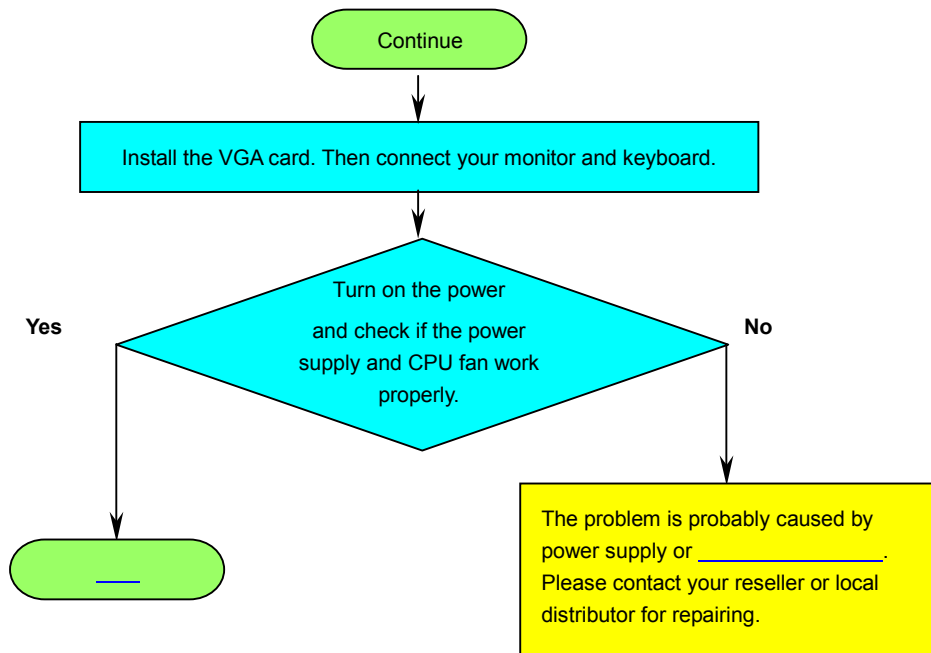 Continue
Install the VGA card. Then connect your monitor and keyboard.
Turn on the power
and check if the power
supply and CPU fan work
properly.
Yes
No
The problem is probably caused by
power supply or ________________.
Please contact your reseller or local
distributor for repairing.
____